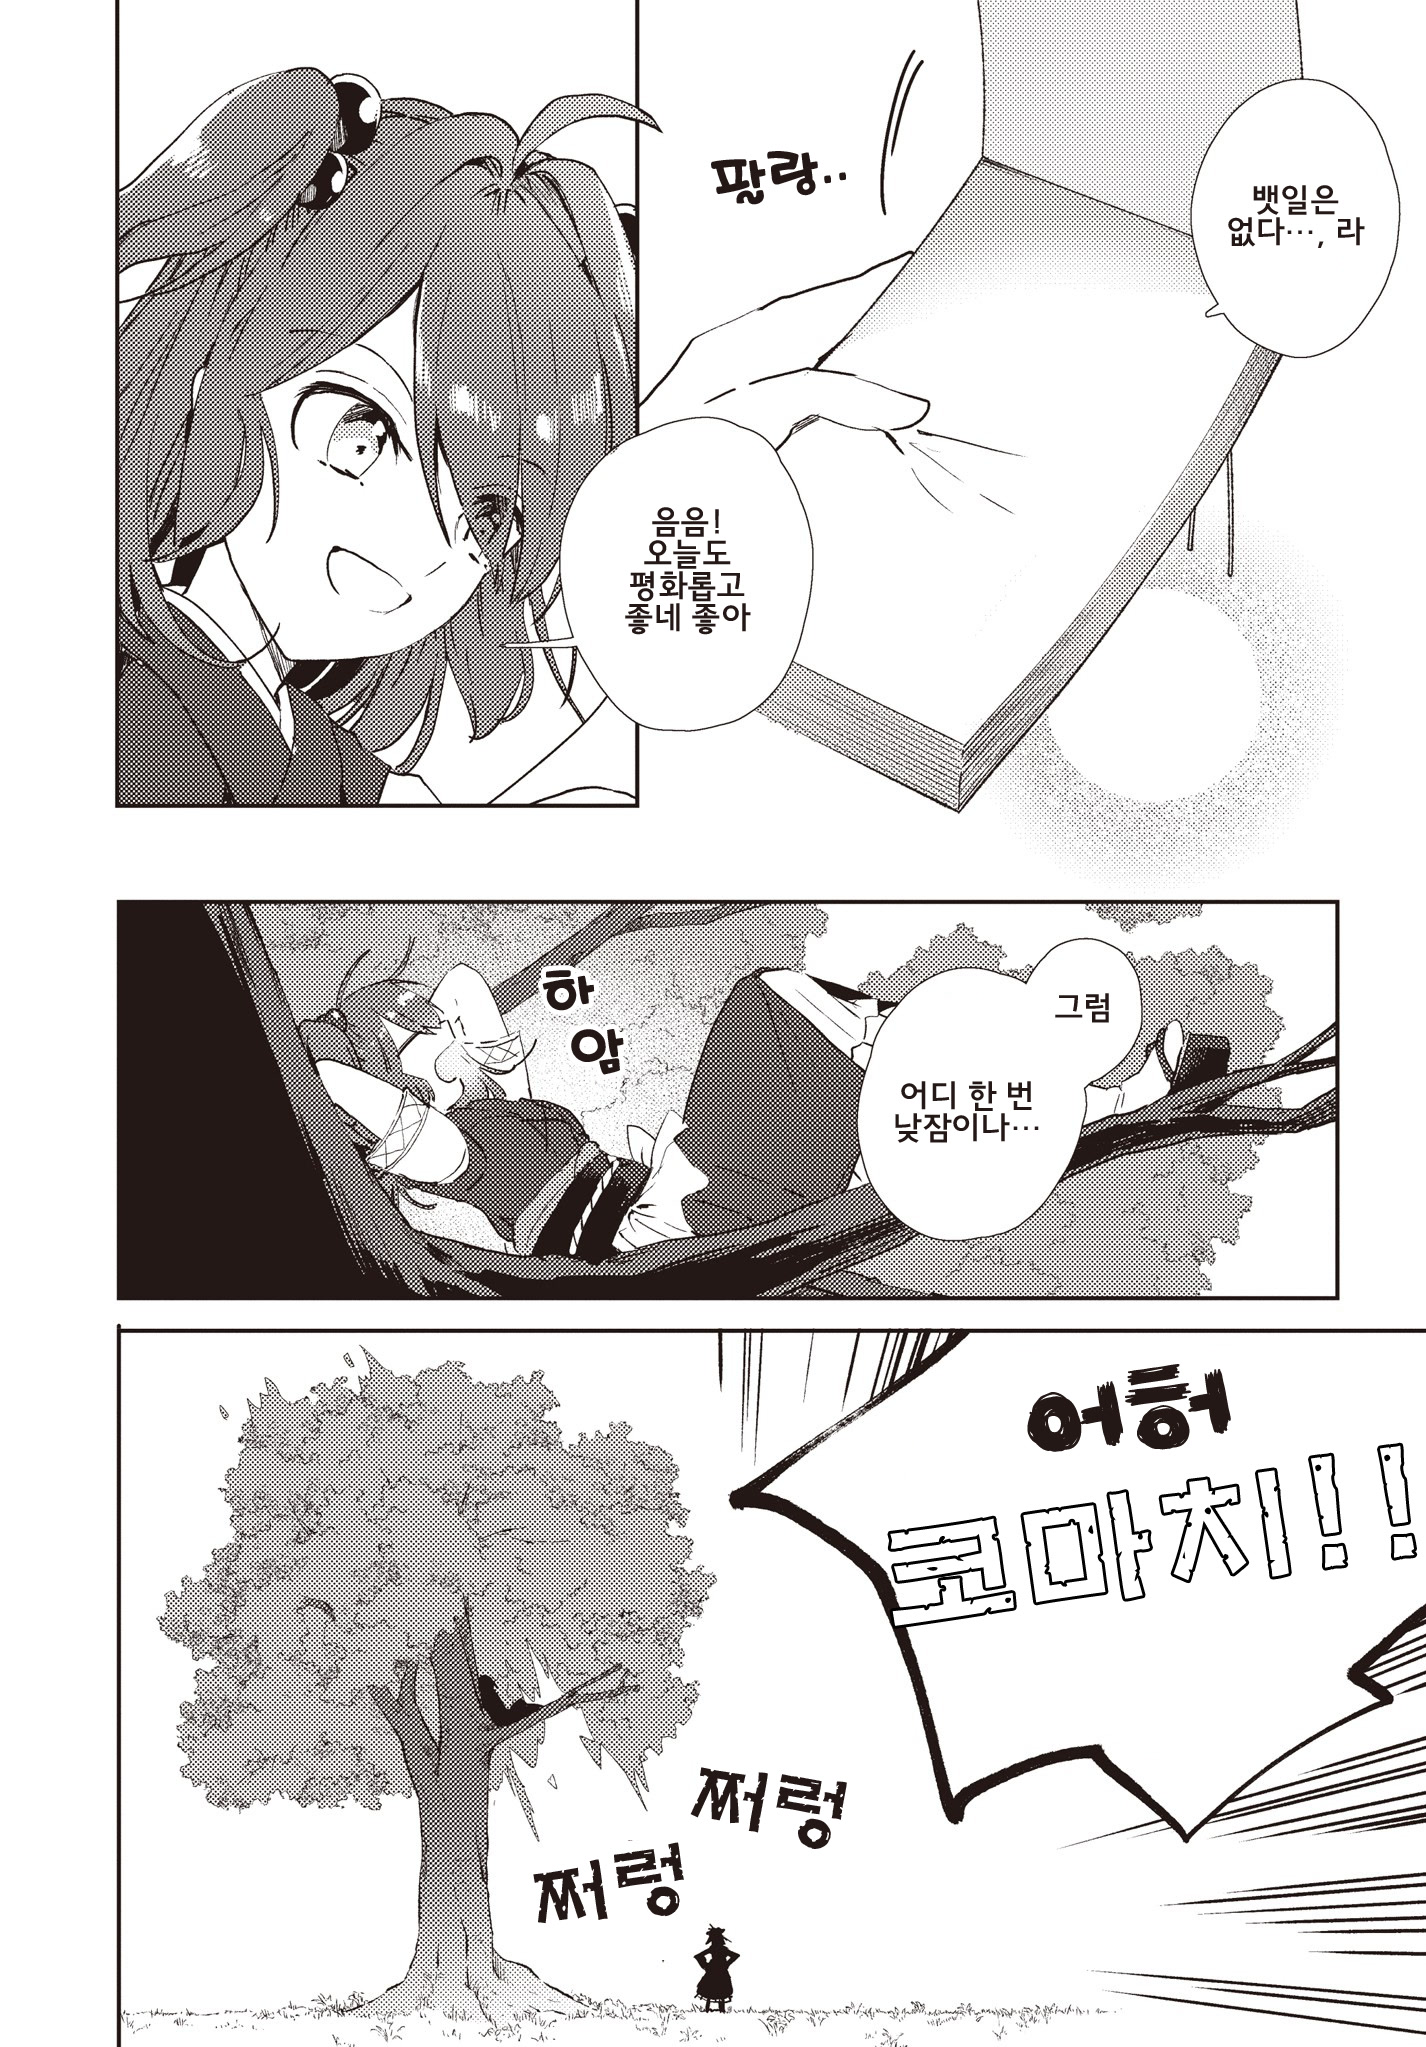 뱃일은
없다…, 라
팔랑..
음음!
오늘도
평화롭고
좋네 좋아
그럼
어디 한 번
낮잠이나…
하
암
어허
코마치!!
쩌렁
쩌렁